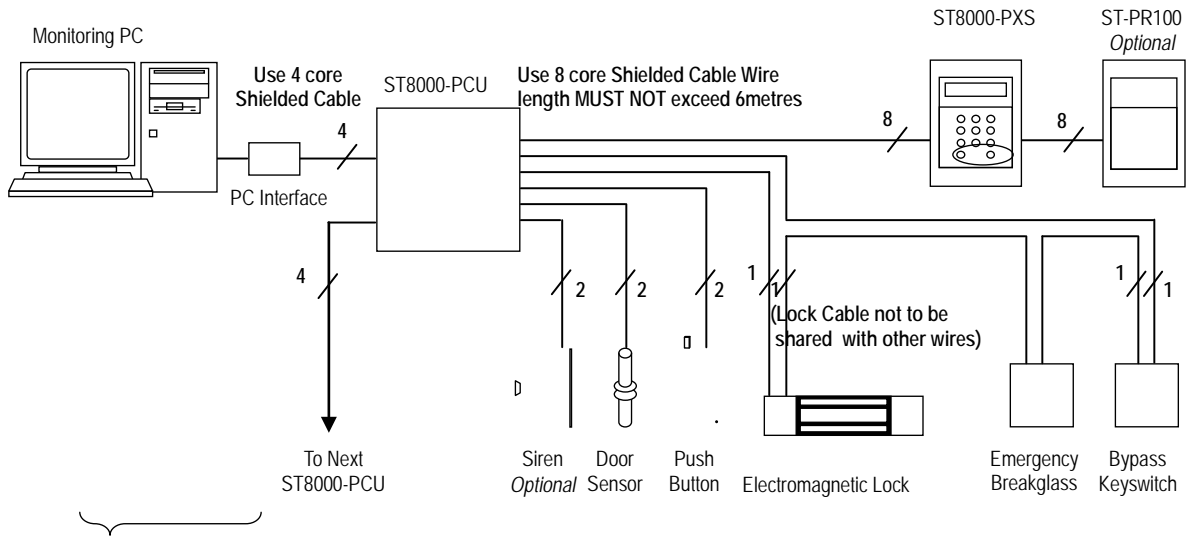 ST8000-PXS
ST-PR100
Optional
Monitoring PC
Use 4 core
Shielded Cable
ST8000-PCU
Use 8 core Shielded Cable Wire
length MUST NOT exceed 6metres
4
8
8
PC Interface
4
2
2
2
1
1
1
1
(Lock Cable not to be
shared with other wires)
To Next
ST8000-PCU
Siren
Optional
Door
Sensor
Push
Button
Electromagnetic Lock
Emergency
Breakglass
Bypass
Keyswitch